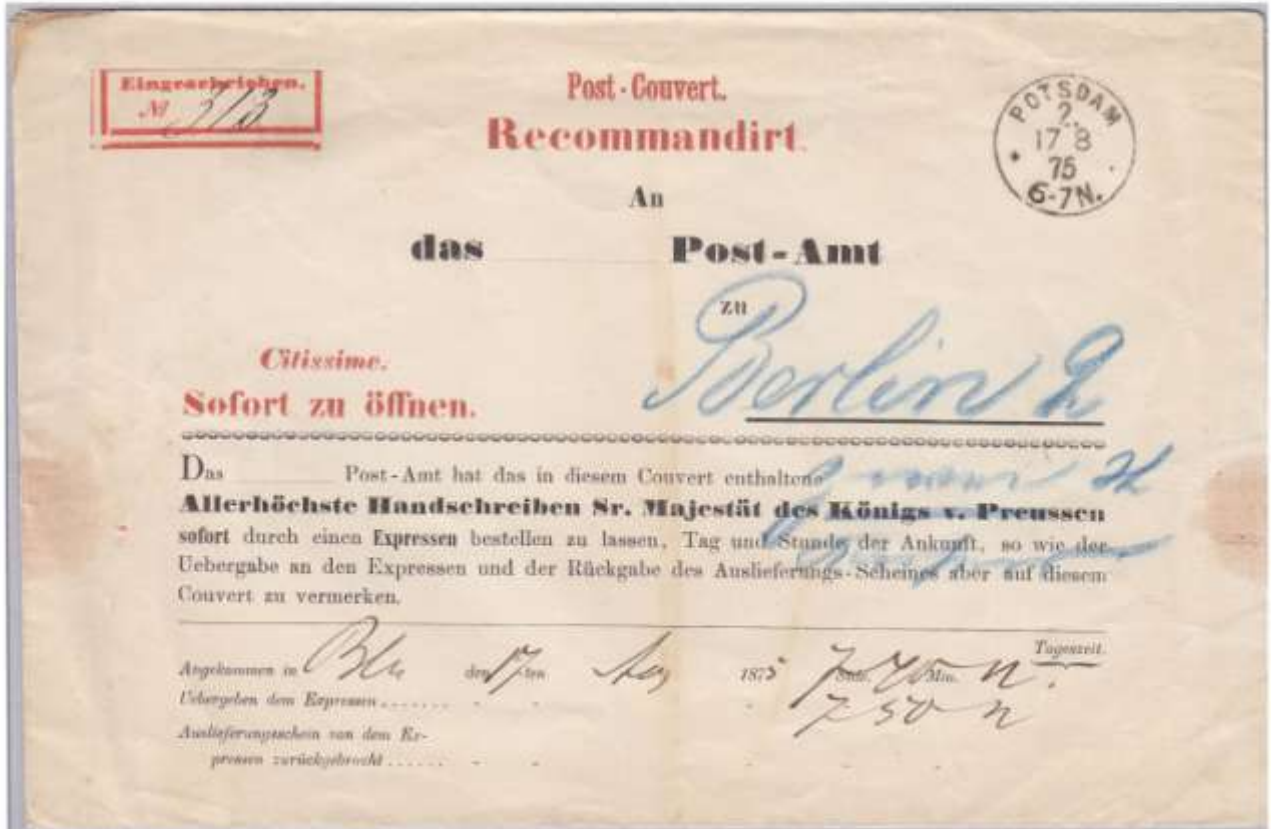 Eingeschrieben.
№ 313
Post-Couvert.
Recommandirt.
POTSDAM
2.
17 8
75
6-7N.
An
das Post-Amt
zu
Berlin 2
Citissime.
Sofort zu öffnen.
Das Post-Amt hat das in diesem Couvert enthaltene
Allerhöchste Handschreiben Sr. Majestät des Königs v. Preussen
sofort durch einen Expressen bestellen zu lassen, Tag und Stunde der Ankunft, so wie der
Uebergabe an den Expressen und der Rückgabe des Auslieferungs-Scheines aber auf diesem
Couvert zu vermerken.
Tageszeit.
Angekommen in Bln den 17ten Aug 1875 7 Std. 45 Min. N.
Uebergeben dem Expressen....... 7 50 N
Auslieferungsschein von dem Ex-
pressen zurückgebracht......